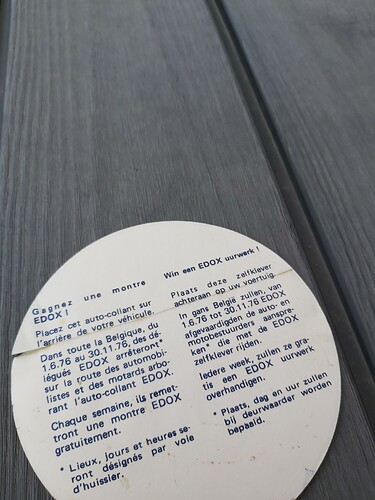 Gagnez une montre
EDOX !
Placez cet auto-collant sur
l'arrière de votre véhicule.
Dans toute la Belgique, du
1.6.76 au 30.11.76, des dé-
légués EDOX arrêteront*
sur la route des automobi-
listes et des motards arbo-
rant l'auto-collant EDOX.
Chaque semaine, ils remet-
tront une montre EDOX
gratuitement.
* Lieux, jours et heures se-
ront désignés par voie
d'huissier.
Win een EDOX uurwerk !
Plaats deze zelfklever
achteraan op uw voertuig.
In gans België zullen, van
1.6.76 tot 30.11.76 EDOX,
afgevaardigden de auto- en
motobestuurders aanspre-
ken* die met de EDOX
zelfklever rijden.
Iedere week, zullen ze gra-
tis een EDOX uurwerk
overhandigen.
* Plaats, dag en uur zullen
bij deurwaarder worden
bepaald.